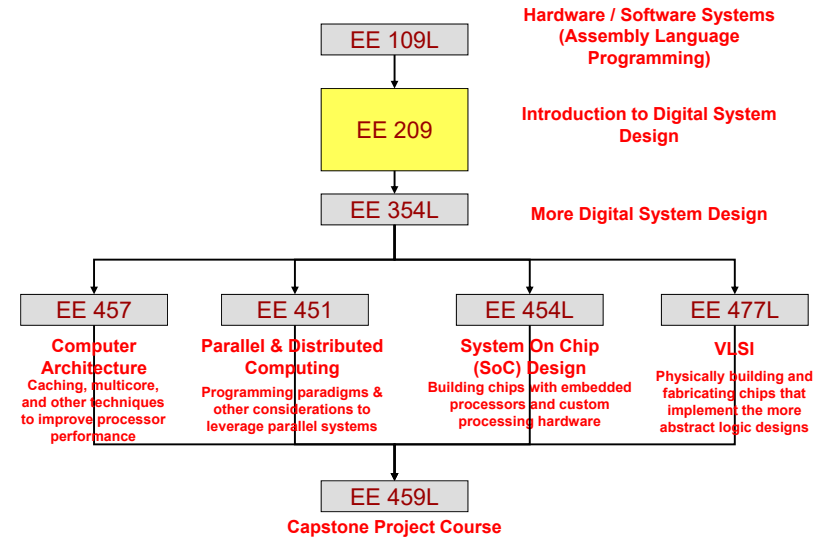 Hardware / Software Systems
(Assembly Language
Programming)
EE 109L
Introduction to Digital System
Design
EE 209
EE 354L
More Digital System Design
EE 457
EE 451
EE 454L
EE 477L
Computer
Architecture
Caching, multicore,
and other techniques
to improve processor
performance
Parallel & Distributed
Computing
Programming paradigms &
other considerations to
leverage parallel systems
System On Chip
(SoC) Design
Building chips with embedded
processors and custom
processing hardware
VLSI
Physically building and
fabricating chips that
implement the more
abstract logic designs
EE 459L
Capstone Project Course